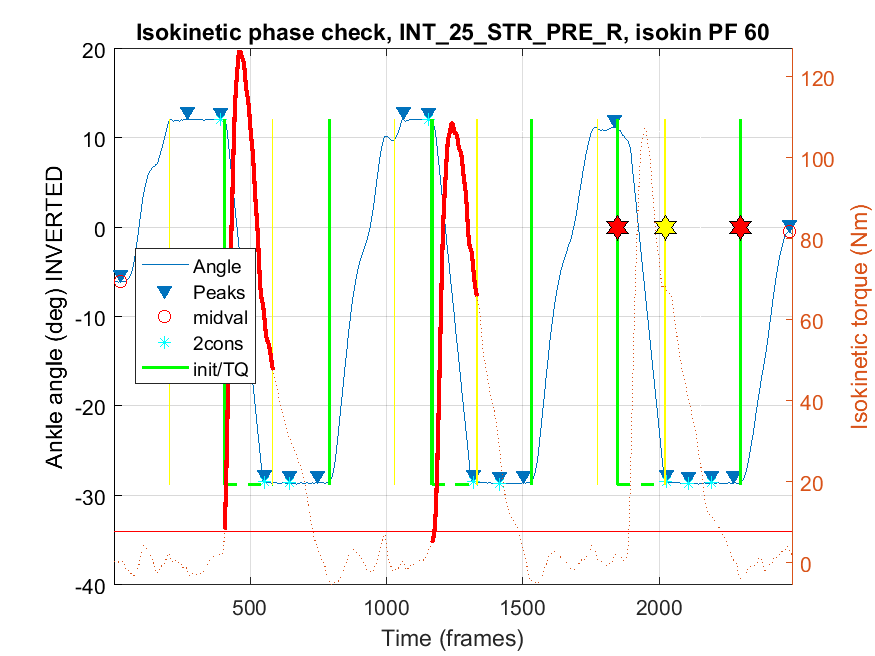 Isokinetic phase check, INT_25_STR_PRE_R, isokin PF 60
Ankle angle (deg) INVERTED
20
10
0
-10
-20
-30
-40
Angle
Peaks
midval
2cons
init/TQ
120
100
80
60
40
20
0
Isokinetic torque (Nm)
500
1000
1500
2000
Time (frames)